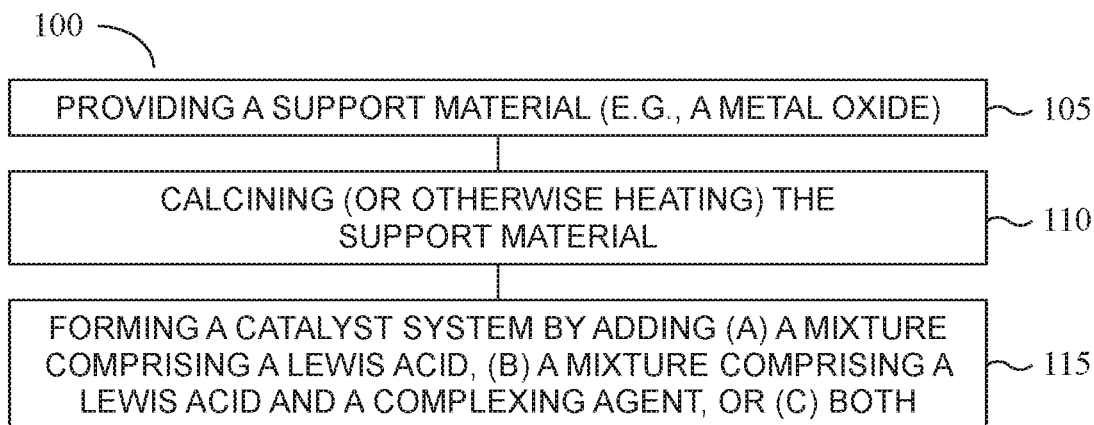 100
PROVIDING A SUPPORT MATERIAL (E.G., A METAL OXIDE)
105
CALCINING (OR OTHERWISE HEATING) THE
SUPPORT MATERIAL
110
FORMING A CATALYST SYSTEM BY ADDING (A) A MIXTURE
COMPRISING A LEWIS ACID, (B) A MIXTURE COMPRISING A
LEWIS ACID AND A COMPLEXING AGENT, OR (C) BOTH
115